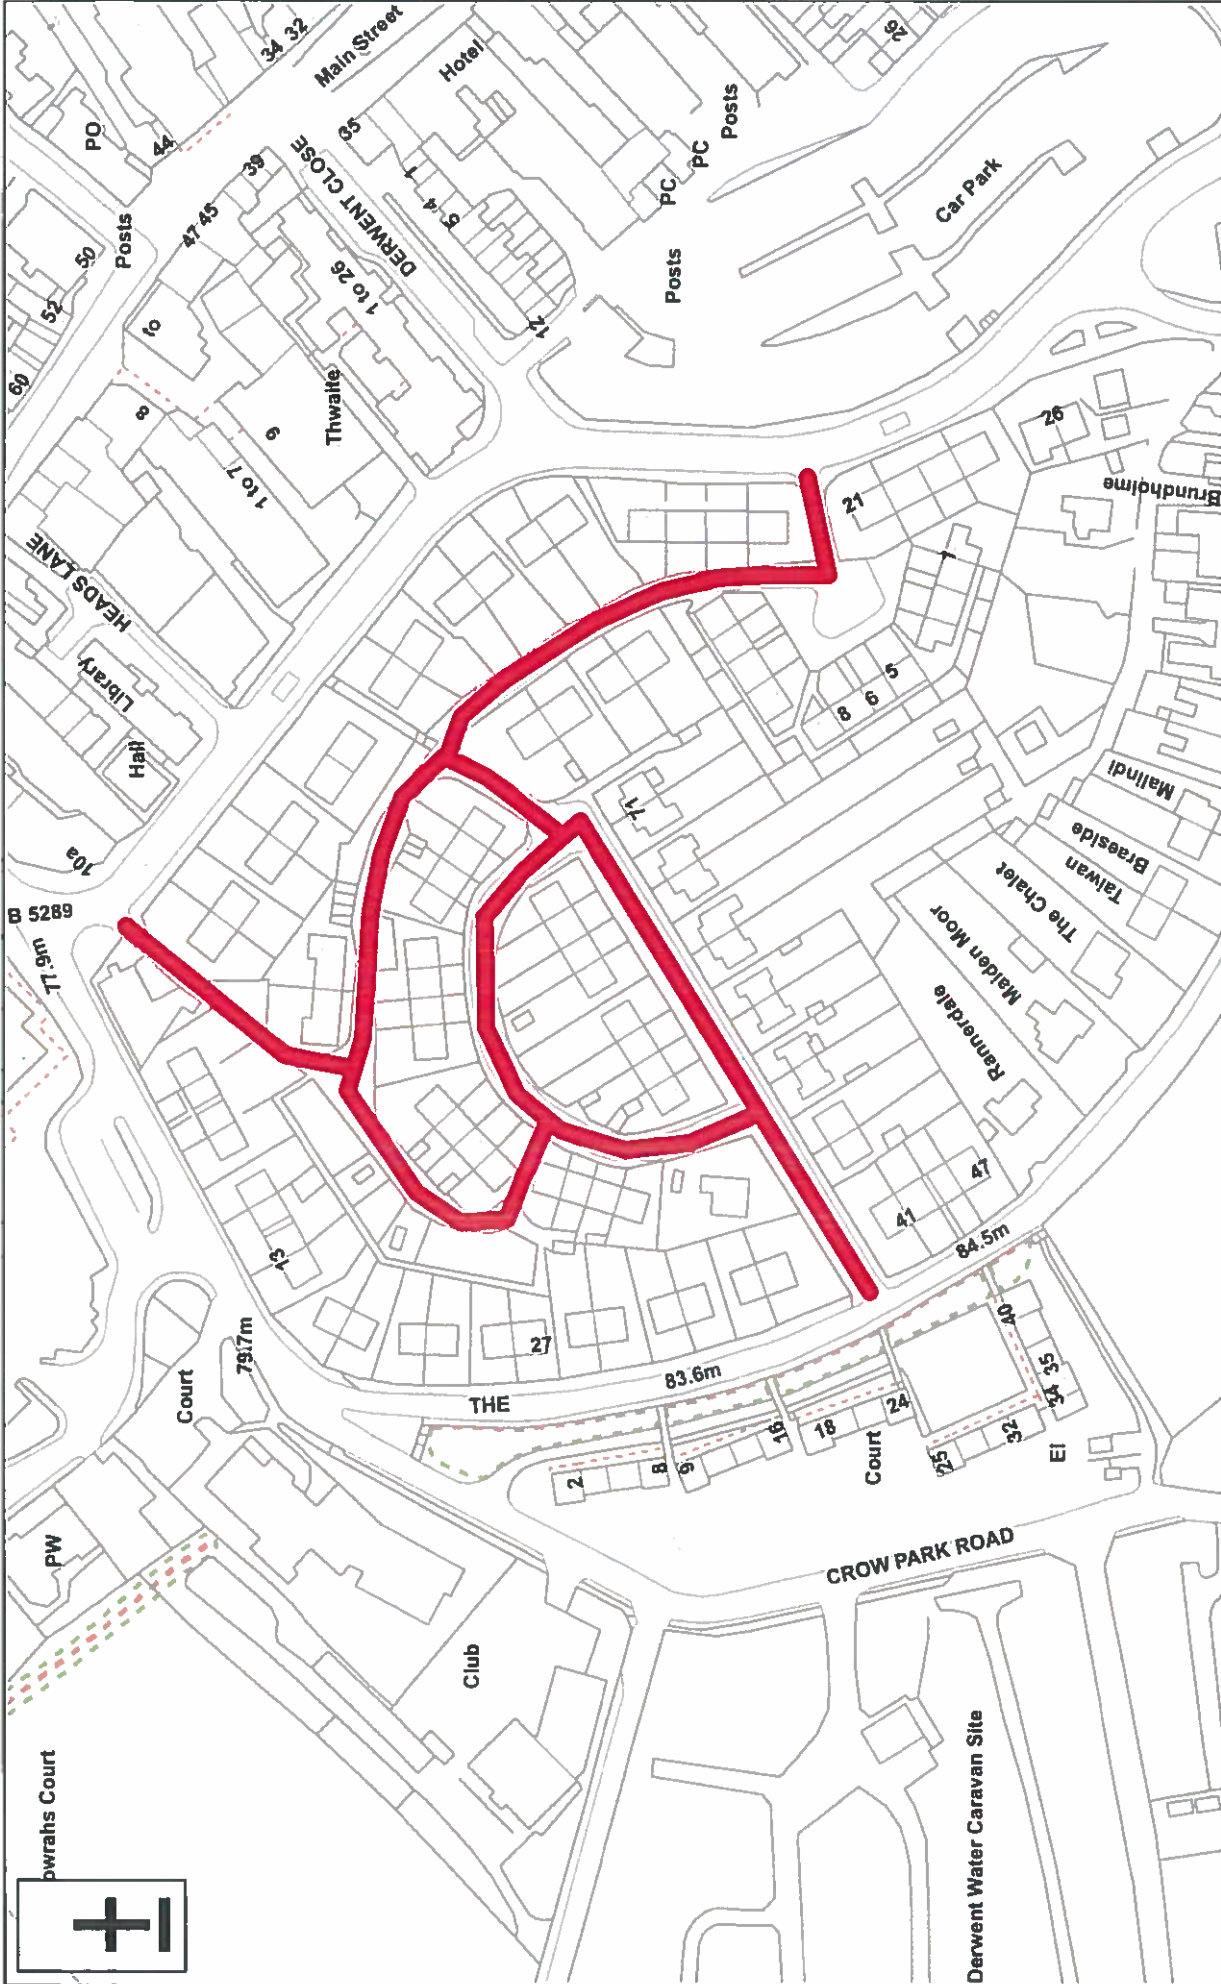 34 32
Main Street
Hotel
26
PO
44
39
35
DERWENT CLOSE
1
Posts
PC
PC
Posts
47 45
5 4
Car Park
50
Posts
52
10
1 to 26
12
60
8
9
Thwaite
1 to 7
26
21
Brundholme
HEADS LANE
1
Library
Hall
5
6
8
71
Malindi
Braeside
Taiwan
The Chalet
Maiden Moor
Rannerdale
10a
B 5289
77.9m
13
47
41
84.5m
79.7m
27
83.6m
40
Court
THE
35
34
24
18
16
32
25
El
Court
2
8
9
PW
CROW PARK ROAD
Club
owrahs Court
Derwent Water Caravan Site